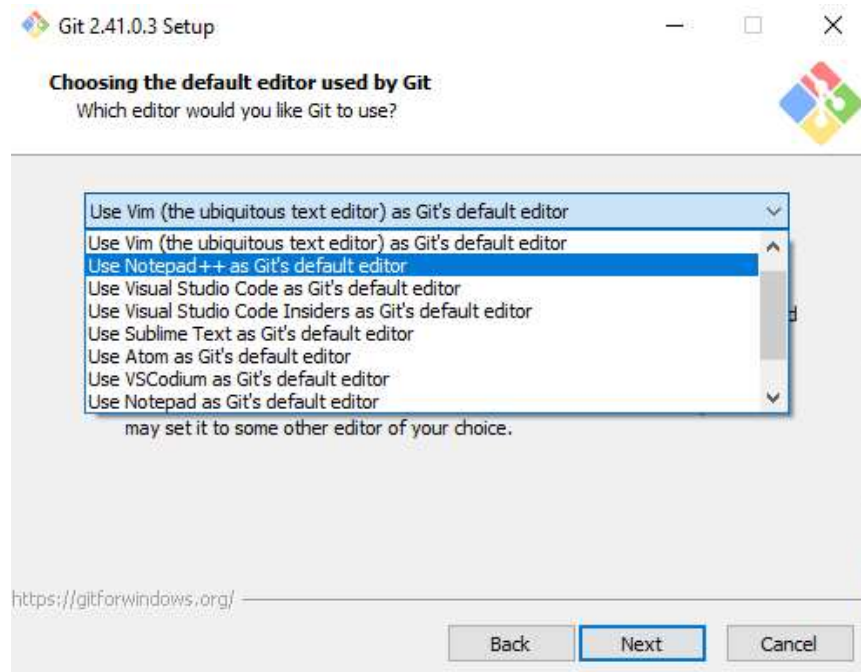 Git 2.41.0.3 Setup
Choosing the default editor used by Git
Which editor would you like Git to use?
Use Vim (the ubiquitous text editor) as Git's default editor
Use Vim (the ubiquitous text editor) as Git's default editor
Use Notepad++ as Git's default editor
Use Visual Studio Code as Git's default editor
Use Visual Studio Code Insiders as Git's default editor
Use Sublime Text as Git's default editor
Use Atom as Git's default editor
Use VSCodium as Git's default editor
Use Notepad as Git's default editor
may set it to some other editor of your choice.
https://gitforwindows.org/
Back Next Cancel